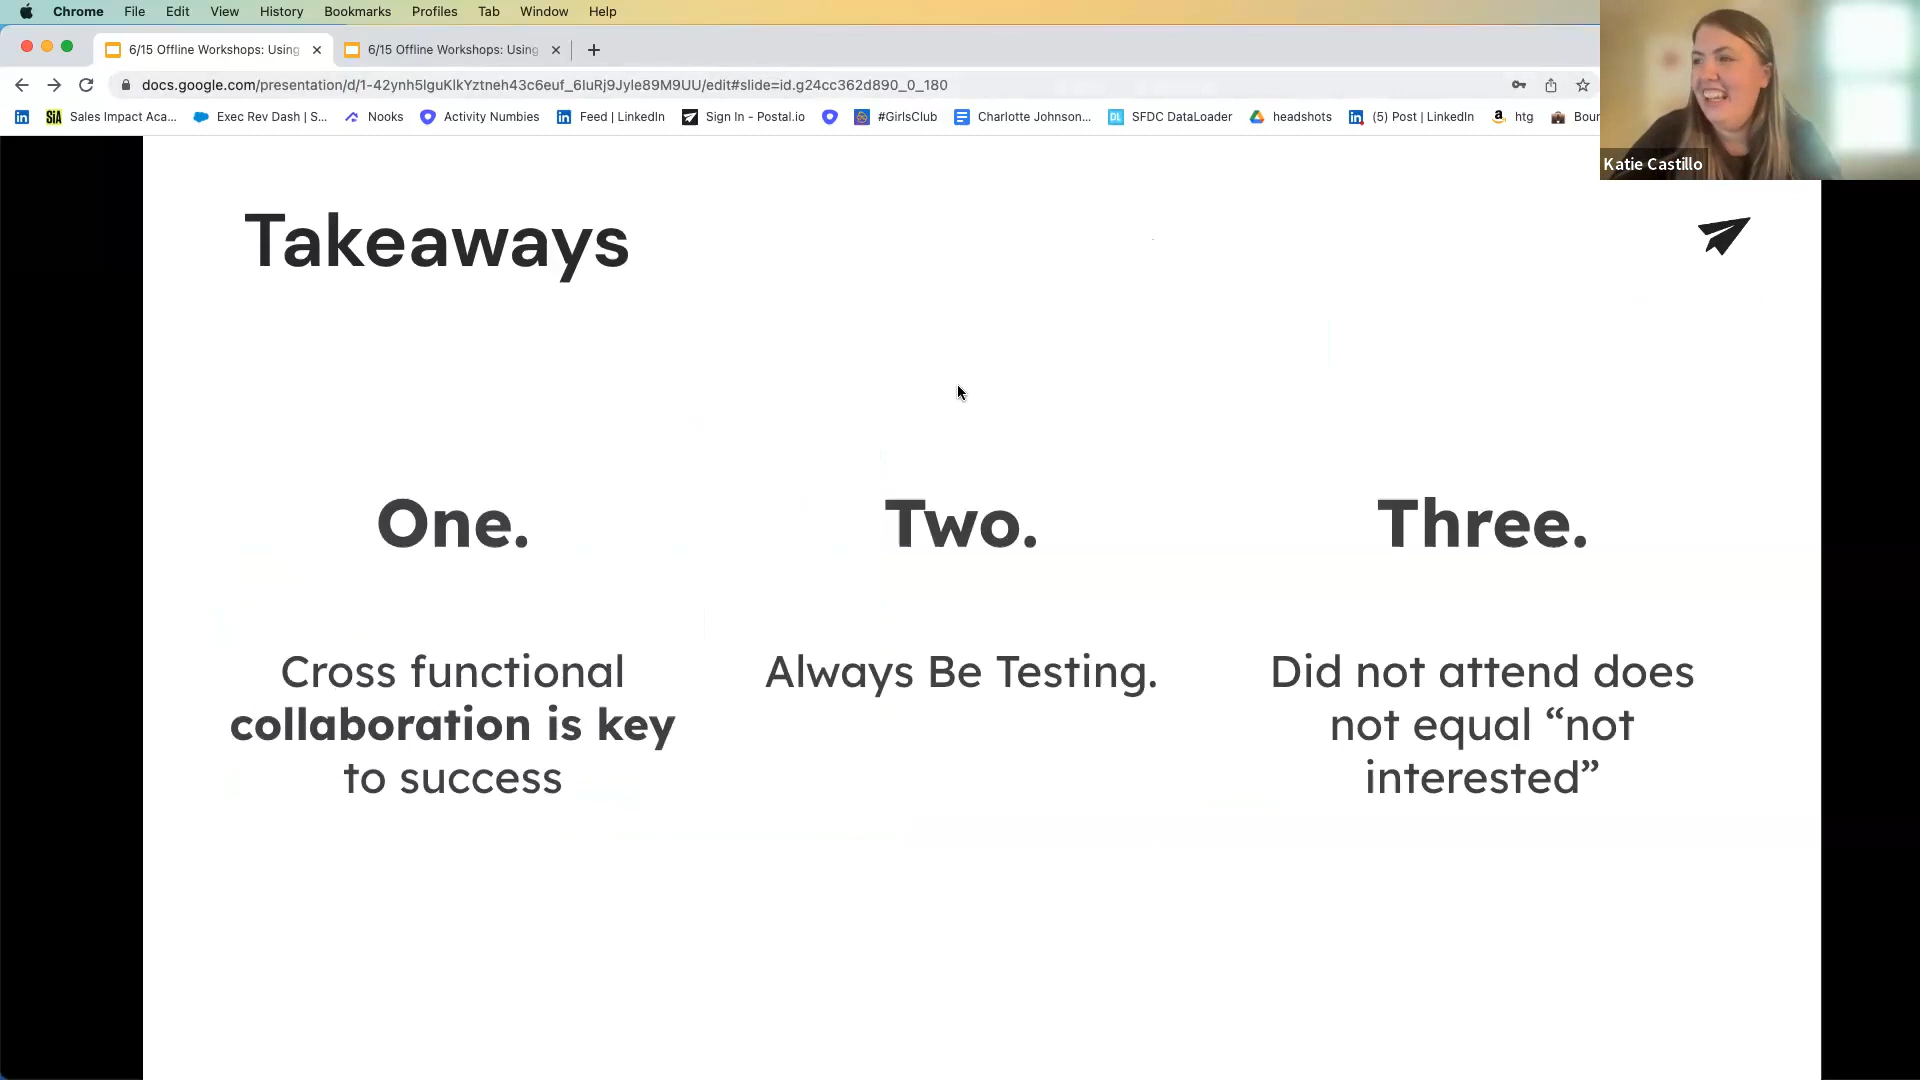 Chrome File Edit View History Bookmarks Profiles Tab Window Help
6/15 Offline Workshops: Using 6/15 Offline Workshops: Using
docs.google.com/presentation/d/1-42ynh5lguKlkYztneh43c6euf_6IuRj9Jyle89M9UU/edit#slide=id.g24cc362d890_0_180
SiA Sales Impact Aca... Exec Rev Dash | S... Nooks Activity Numbies Feed | LinkedIn Sign In - Postal.io #GirlsClub Charlotte Johnson... DL SFDC DataLoader headshots (5) Post | LinkedIn htg Bour
Katie Castillo
Takeaways
One.
Cross functional
collaboration is key
to success
Two.
Always Be Testing.
Three.
Did not attend does
not equal “not
interested”